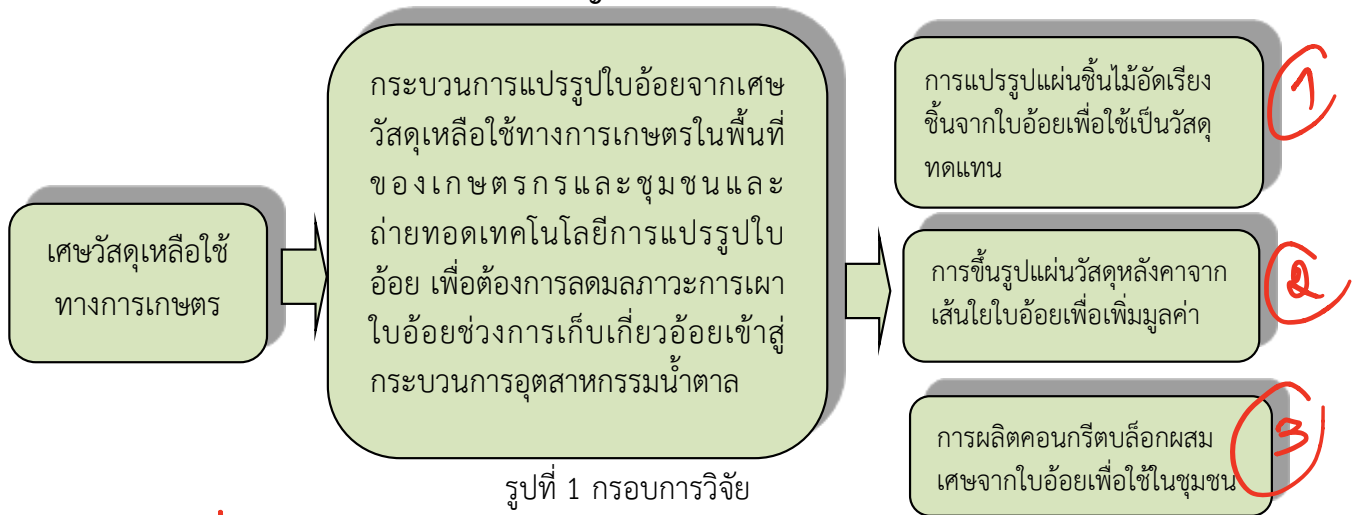 เศษวัสดุเหลือใช้
ทางการเกษตร
กระบวนการแปรรูปใบอ้อยจากเศษ
วัสดุเหลือใช้ทางการเกษตรในพื้นที่
ของเกษตรกรและชุมชนและ
ถ่ายทอดเทคโนโลยีการแปรรูปใบ
อ้อย เพื่อต้องการลดมลภาวะการเผา
ใบอ้อยช่วงการเก็บเกี่ยวอ้อยเข้าสู่
กระบวนการอุตสาหกรรมน้ำตาล
การแปรรูปแผ่นชิ้นไม้อัดเรียง
ชิ้นจากใบอ้อยเพื่อใช้เป็นวัสดุ
ทดแทน
1
การขึ้นรูปแผ่นวัสดุหลังคาจาก
เส้นใยใบอ้อยเพื่อเพิ่มมูลค่า
2
การผลิตคอนกรีตบล็อกผสม
เศษจากใบอ้อยเพื่อใช้ในชุมชน
3
รูปที่ 1 กรอบการวิจัย